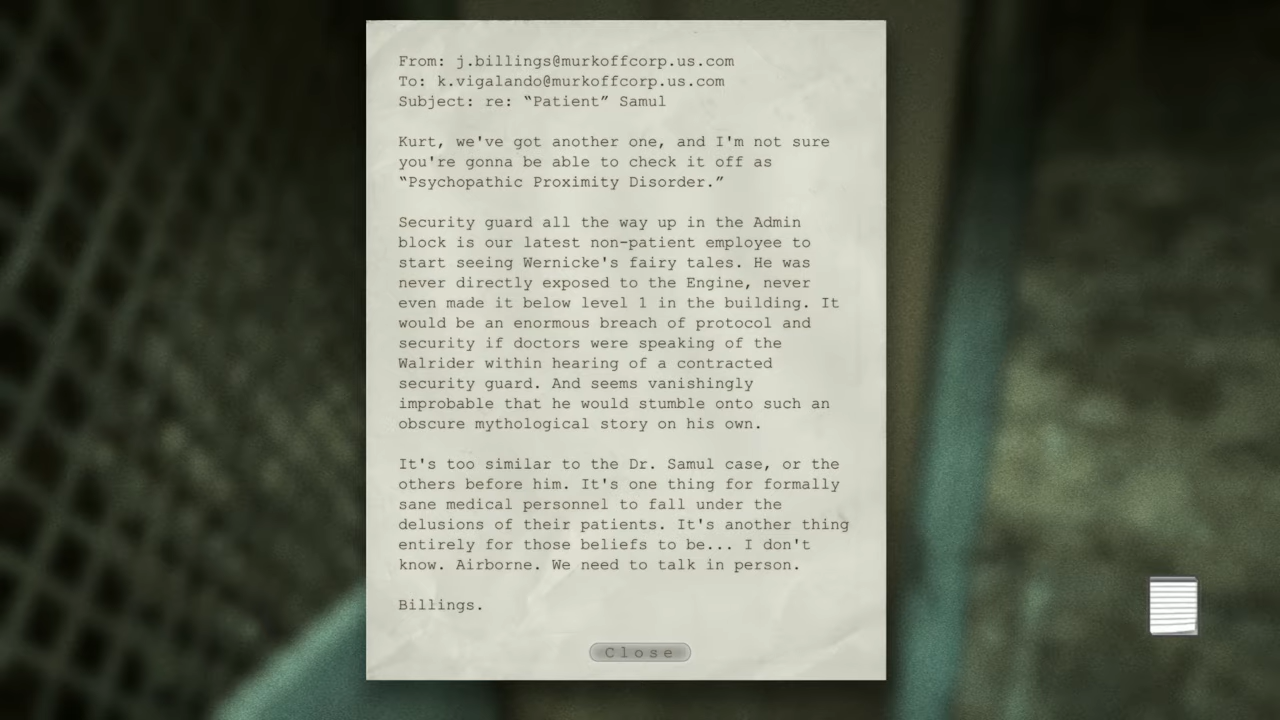 From: j.billings@murkoffcorp.us.com
To: k.vigalando@murkoffcorp.us.com
Subject: re: “Patient” Samul
Kurt, we've got another one, and I'm not sure
you're gonna be able to check it off as
“Psychopathic Proximity Disorder.”
Security guard all the way up in the Admin
block is our latest non-patient employee to
start seeing Wernicke's fairy tales. He was
never directly exposed to the Engine, never
even made it below level 1 in the building. It
would be an enormous breach of protocol and
security if doctors were speaking of the
Walrider within hearing of a contracted
security guard. And seems vanishingly
improbable that he would stumble onto such an
obscure mythological story on his own.
It's too similar to the Dr. Samul case, or the
others before him. It's one thing for formally
sane medical personnel to fall under the
delusions of their patients. It's another thing
entirely for those beliefs to be... I don't
know. Airborne. We need to talk in person.
Billings.
Close